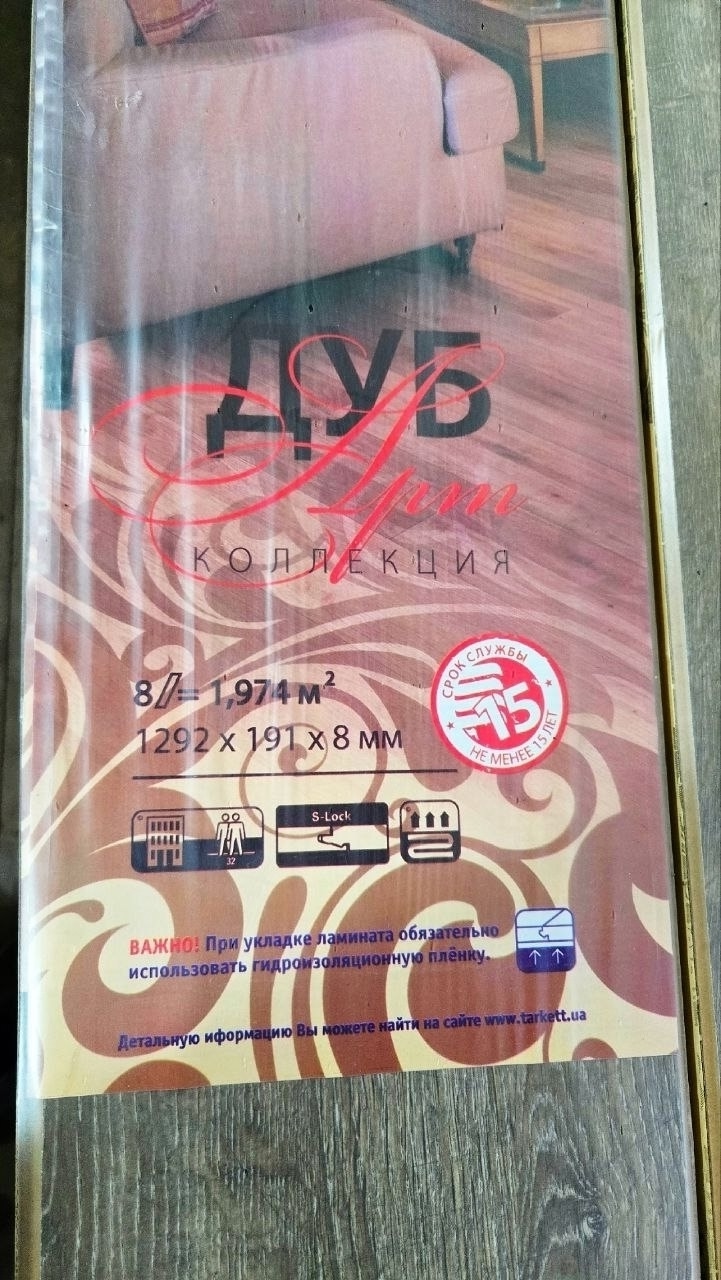 ДУБ
Арт
КОЛЛЕКЦИЯ
СРОК СЛУЖБЫ
15
НЕ МЕНЕЕ 15 ЛЕТ
8 = 1,974 м²
1292 x 191 x 8 мм
32
S-Lock
ВАЖНО! При укладке ламината обязательно
использовать гидроизоляционную плёнку.
Детальную иформацию Вы можете найти на сайте www.tarkett.ua